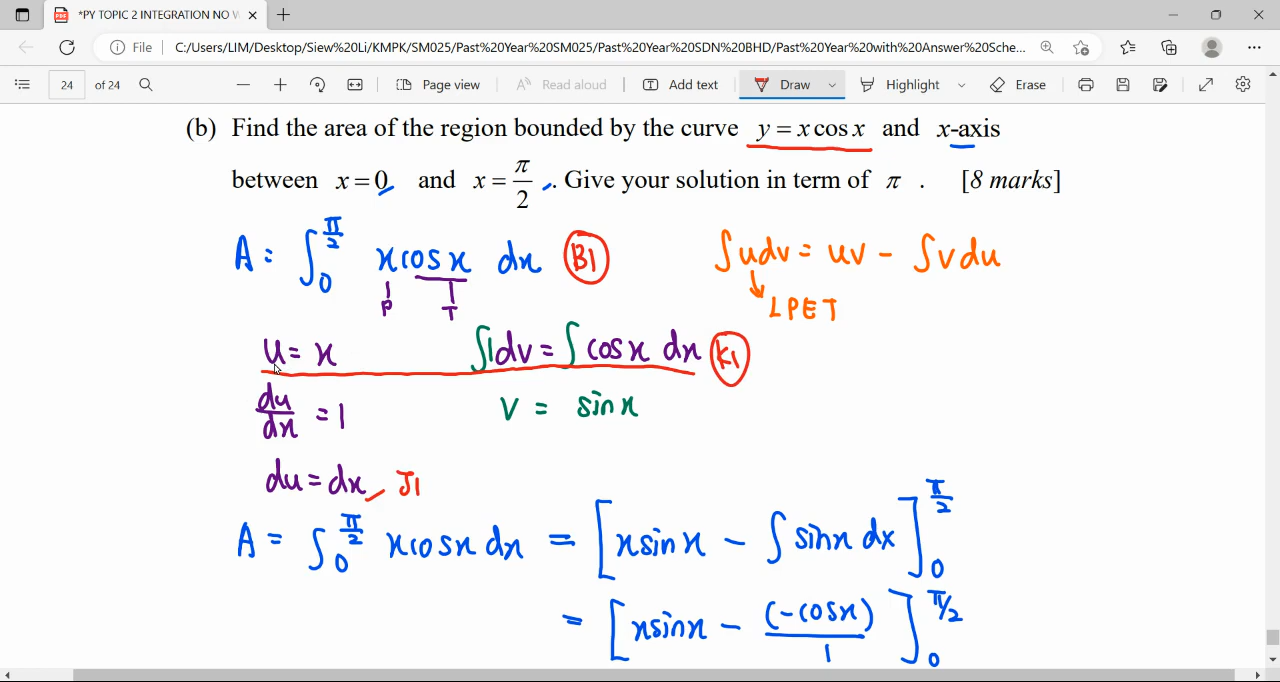 *PY TOPIC 2 INTEGRATION NO W
File C:/Users/LIM/Desktop/Siew%20Li/KMPK/SM025/Past%20Year%20SM025/Past%20Year%20SDN%20BHD/Past%20Year%20with%20Answer%20Sche...
24 of 24 Page view Read aloud Add text Draw Highlight Erase
(b) Find the area of the region bounded by the curve y = x cos x and x-axis
between x = 0 and x = π/2 . Give your solution in term of π . [8 marks]
A = ∫₀^(π/2) x cos x dx B1 ∫udv = uv − ∫vdu
P T LPET
u = x ∫1dv = ∫cos x dx K1
du/dx = 1 v = sin x
du = dx J1
A = ∫₀^(π/2) x cos x dx = [x sin x − ∫ sin x dx]₀^(π/2)
= [x sin x − (−cos x)/1]₀^(π/2)